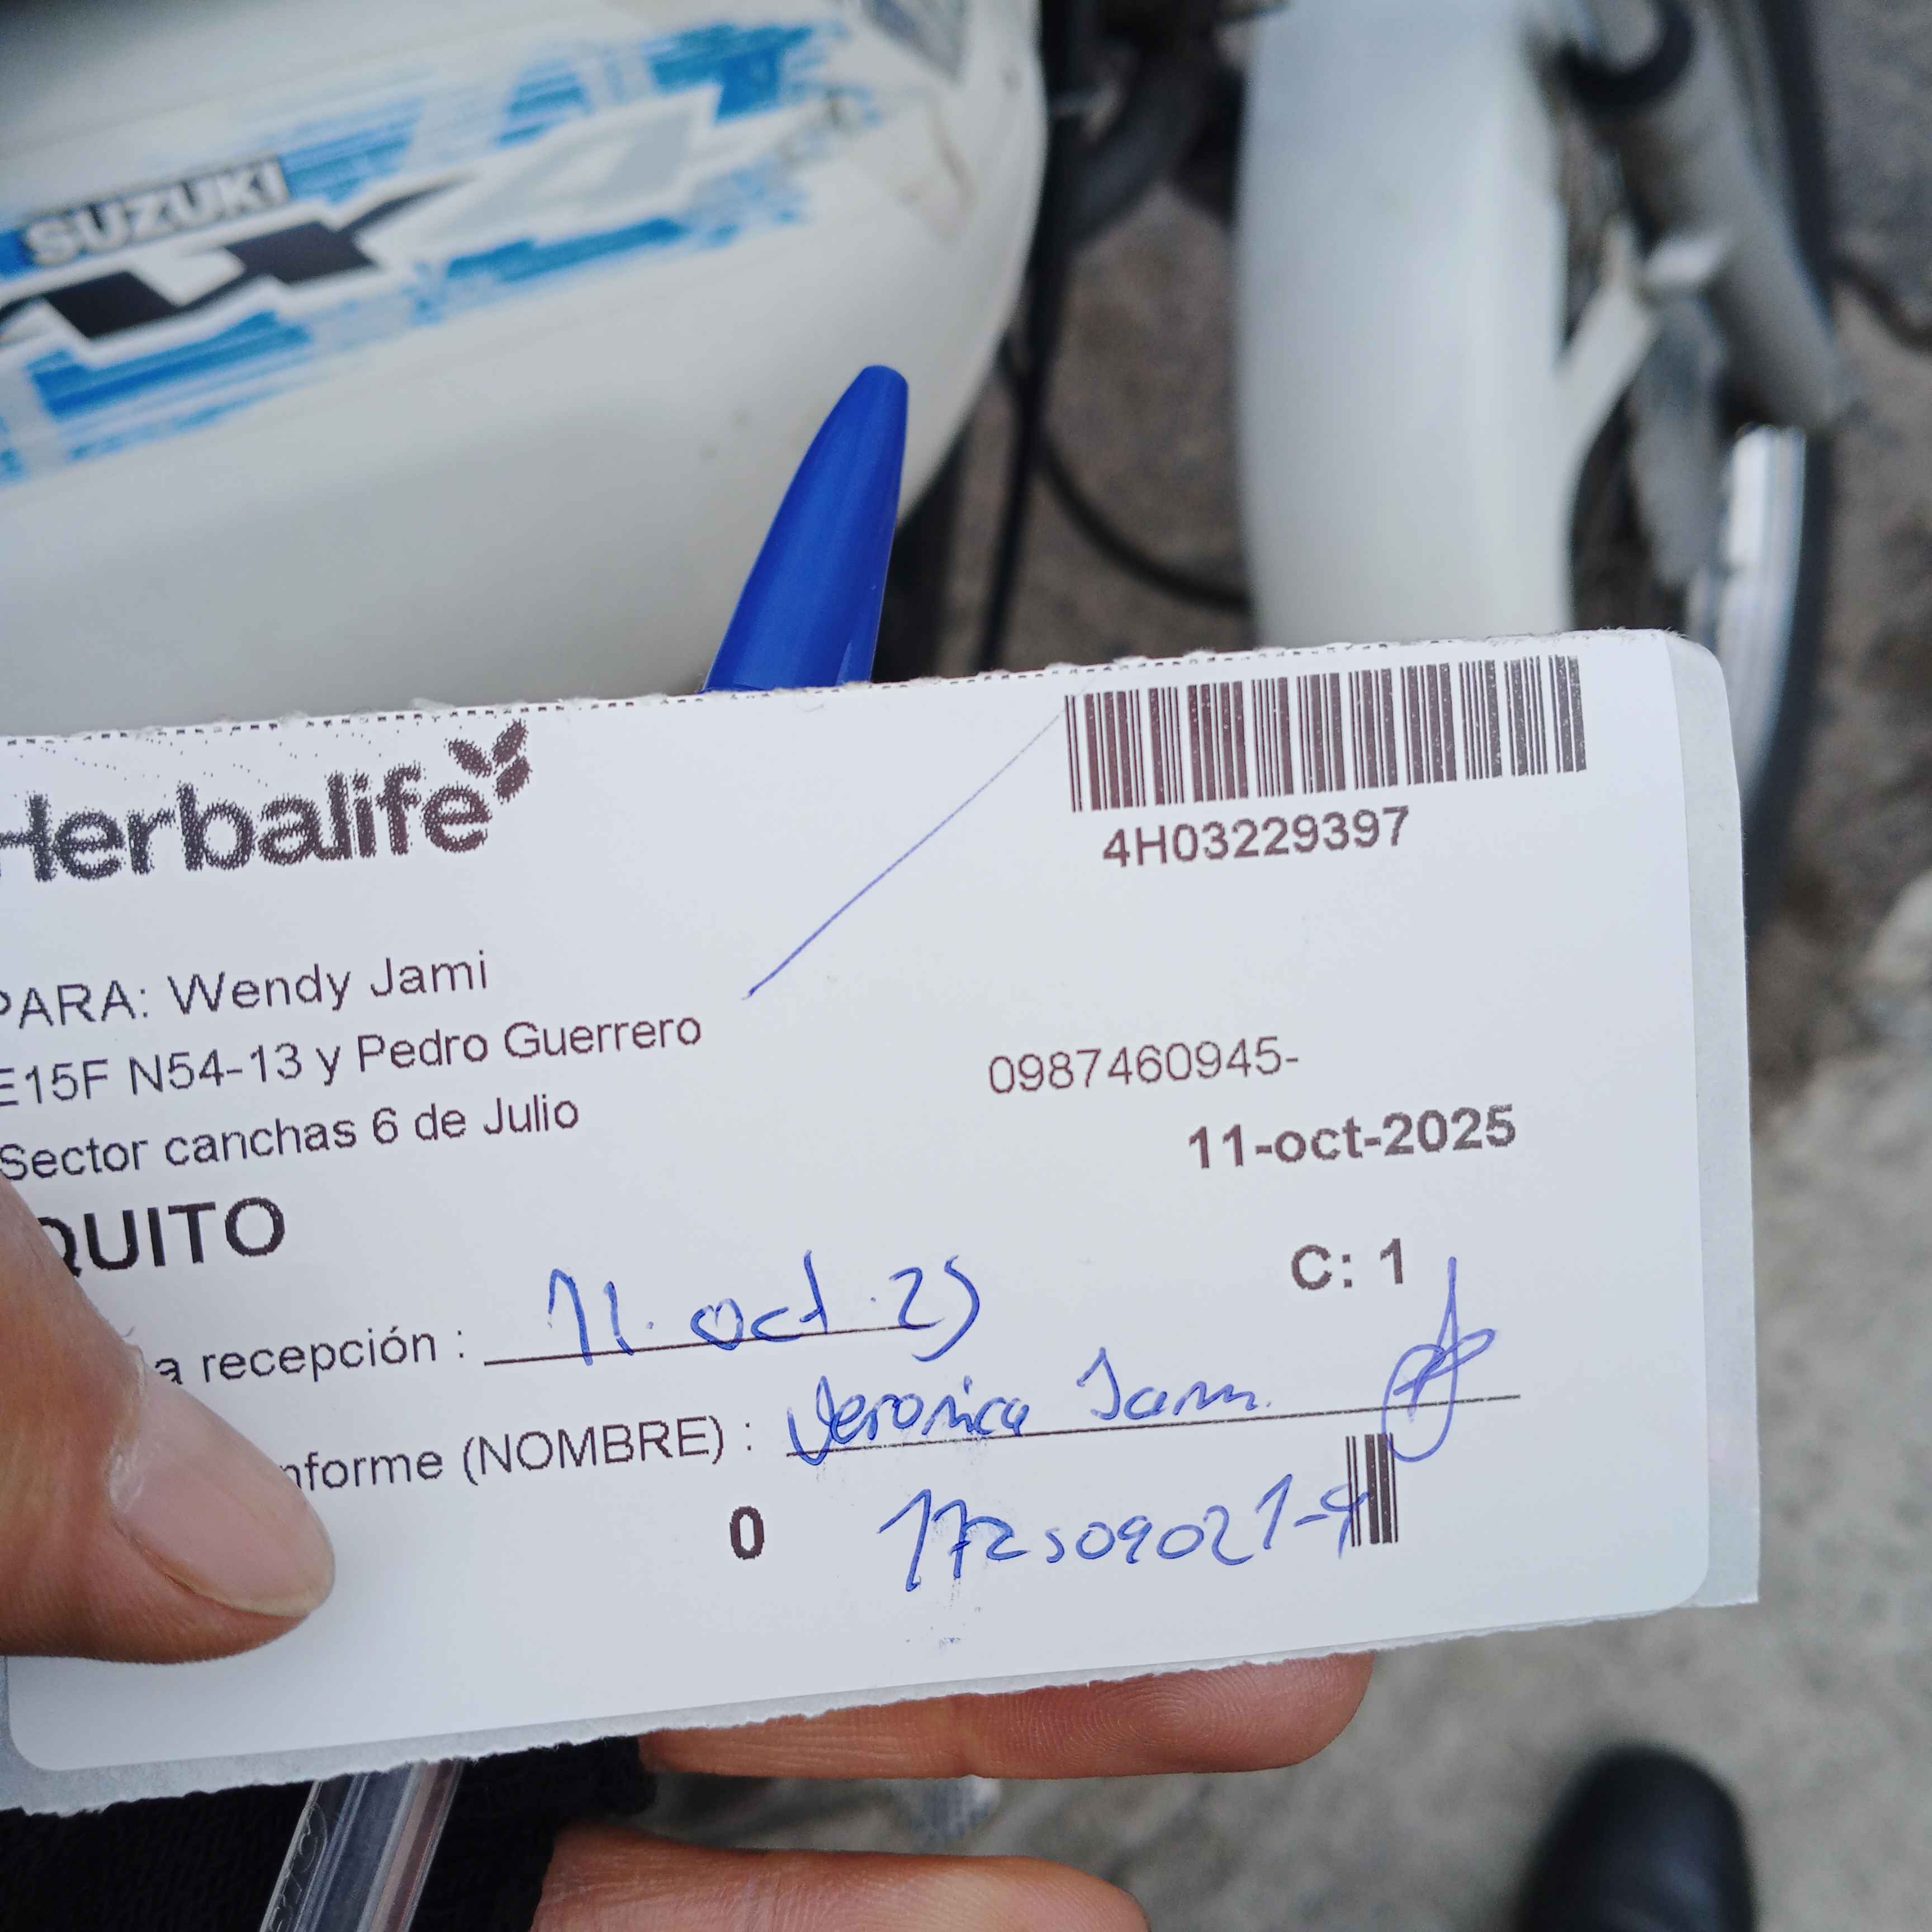 SUZUKI
Herbalife
4H03229397
PARA: Wendy Jami
E15F N54-13 y Pedro Guerrero
0987460945-
Sector canchas 6 de Julio
11-oct-2025
QUITO
C: 1
a recepción : 11. oct. 25
nforme (NOMBRE) : Veronica Jami
0
172509021-4